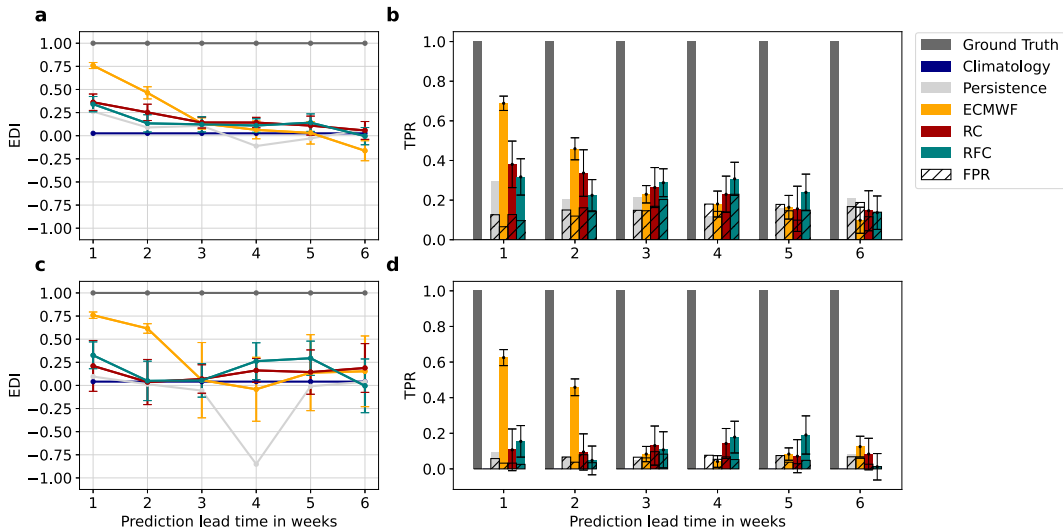 a
EDI
1.00
0.75
0.50
0.25
0.00
−0.25
−0.50
−0.75
−1.00
1 2 3 4 5 6
b
TPR
1.0
0.8
0.6
0.4
0.2
0.0
1 2 3 4 5 6
Ground Truth
Climatology
Persistence
ECMWF
RC
RFC
FPR
c
EDI
1.00
0.75
0.50
0.25
0.00
−0.25
−0.50
−0.75
−1.00
1 2 3 4 5 6
Prediction lead time in weeks
d
TPR
1.0
0.8
0.6
0.4
0.2
0.0
1 2 3 4 5 6
Prediction lead time in weeks